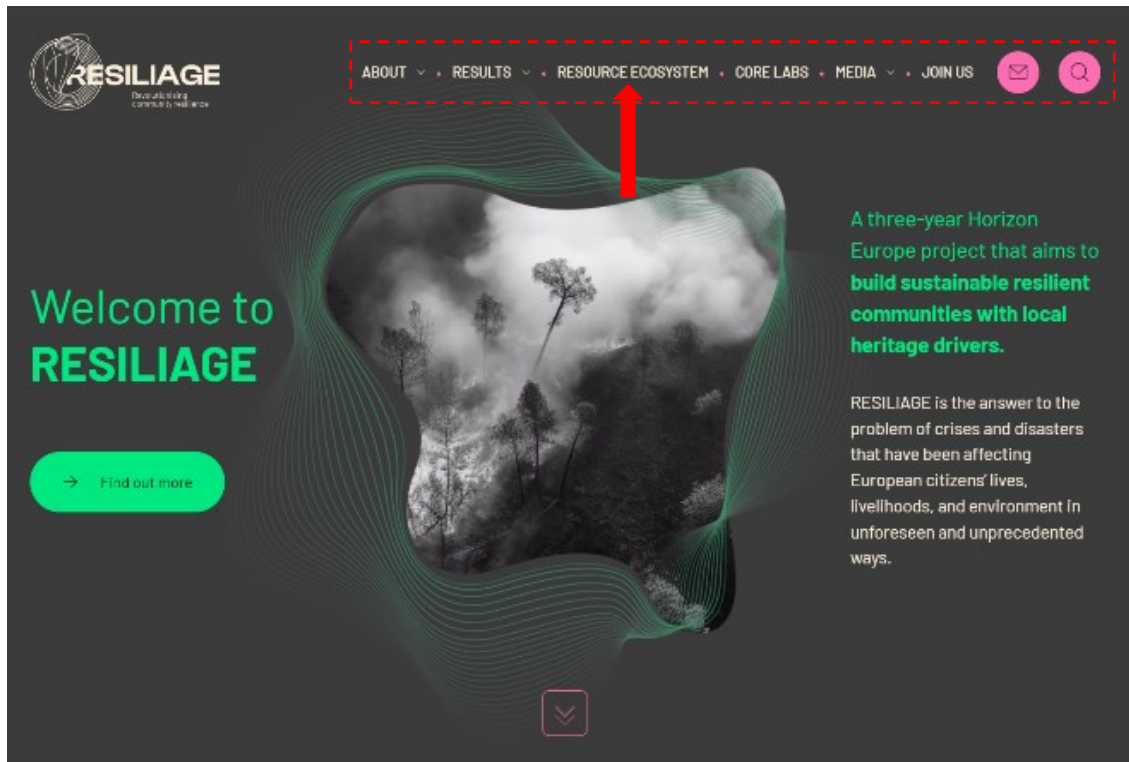 RESILIAGE
Revolutionising
community resilience
ABOUT • RESULTS • RESOURCE ECOSYSTEM • CORE LABS • MEDIA • JOIN US
Welcome to
RESILIAGE
Find out more
A three-year Horizon
Europe project that aims to
build sustainable resilient
communities with local
heritage drivers.
RESILIAGE is the answer to the
problem of crises and disasters
that have been affecting
European citizens' lives,
livelihoods, and environment in
unforeseen and unprecedented
ways.